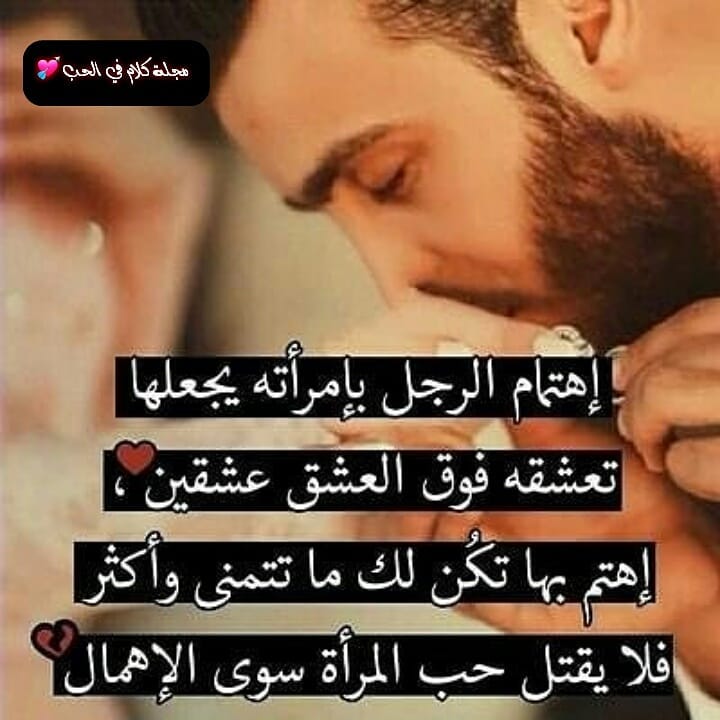 مجلة كلام في الحب 💘
إهتمام الرجل بإمرأته يجعلها
تعشقه فوق العشق عشقين ❤️،
إهتم بها تكُن لك ما تتمنى وأكثر
فلا يقتل حب المرأة سوى الإهمال 💔